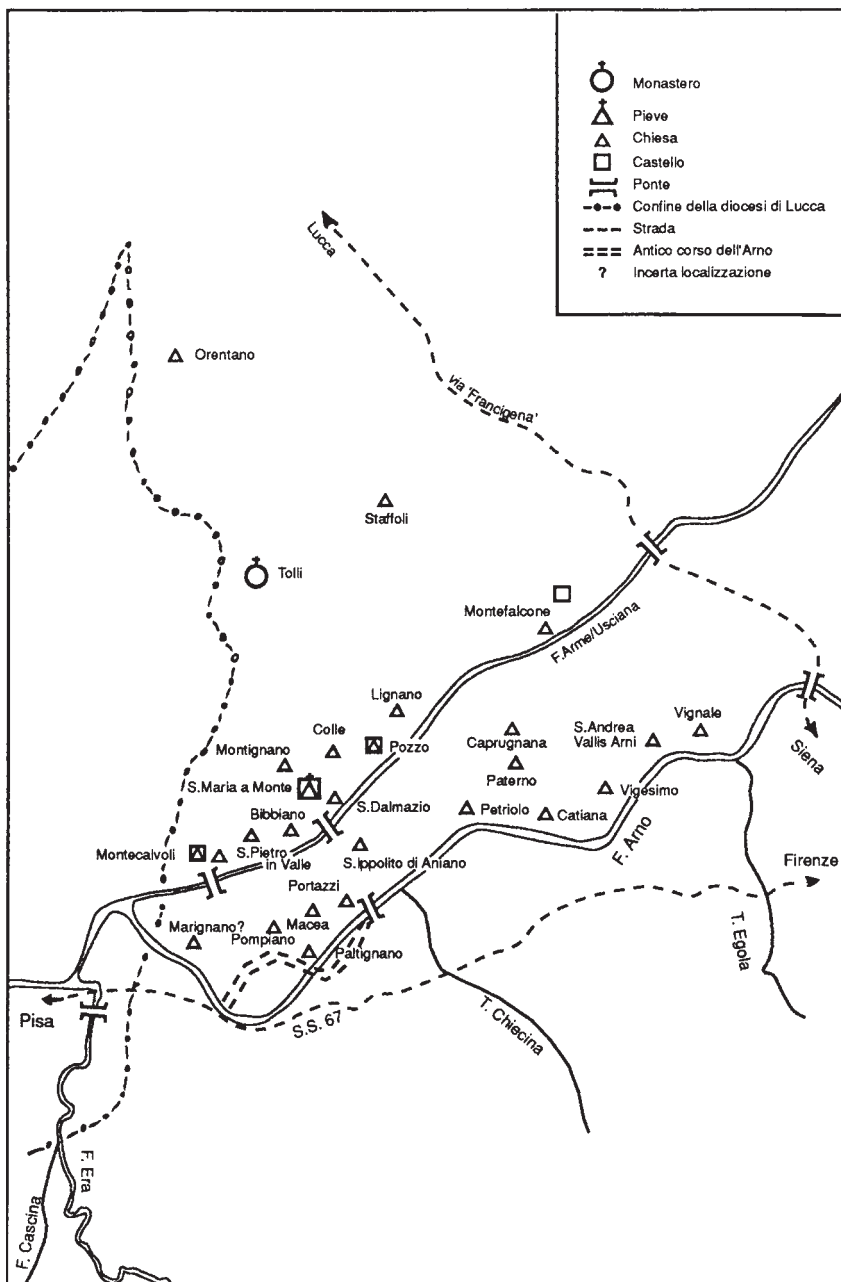 Monastero
Pieve
Chiesa
Castello
Ponte
Confine della diocesi di Lucca
Strada
Antico corso dell'Arno
? Incerta localizzazione
Lucca
Orentano
via 'Francigena'
Staffoli
Tolli
Montefalcone
F.Arme/Usciana
Lignano
Colle
Pozzo
Montignano
S.Maria a Monte
S.Dalmazio
Bibbiano
Caprugnana
Paterno
S.Andrea
Vallis Arni
Vignale
Siena
Vigesimo
Petriolo
Catiana
F. Arno
Montecalvoli
S.Pietro
in Valle
S.Ippolito di Aniano
Firenze
Portazzi
Macea
Marignano?
Pompiano
Paltignano
T. Egola
Pisa
S.S. 67
T. Chiecina
F. Era
F. Cascina